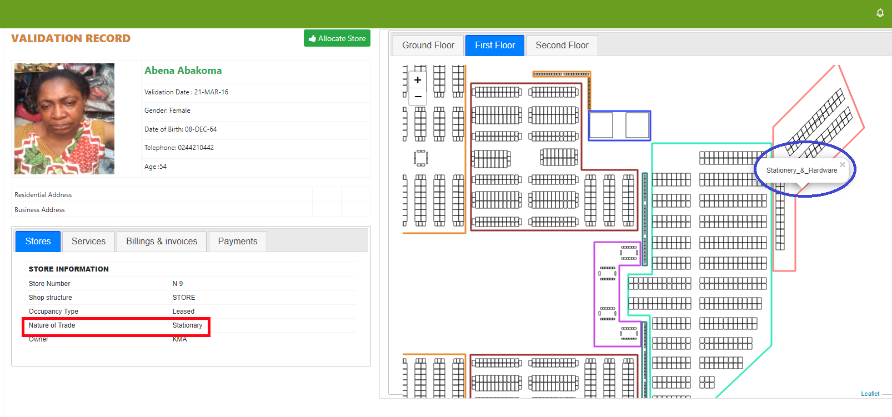 VALIDATION RECORD
Allocate Store
Abena Abakoma
Validation Date : 21-MAR-16
Gender: Female
Date of Birth: 08-DEC-64
Telephone: 0244210442
Age :54
Residential Address
Business Address
Stores Services Billings & invoices Payments
STORE INFORMATION
Store Number N 9
Shop structure STORE
Occupancy Type Leased
Nature of Trade Stationary
Owner KMA
Ground Floor First Floor Second Floor
+
−
Stationery_&_Hardware ×
Leaflet